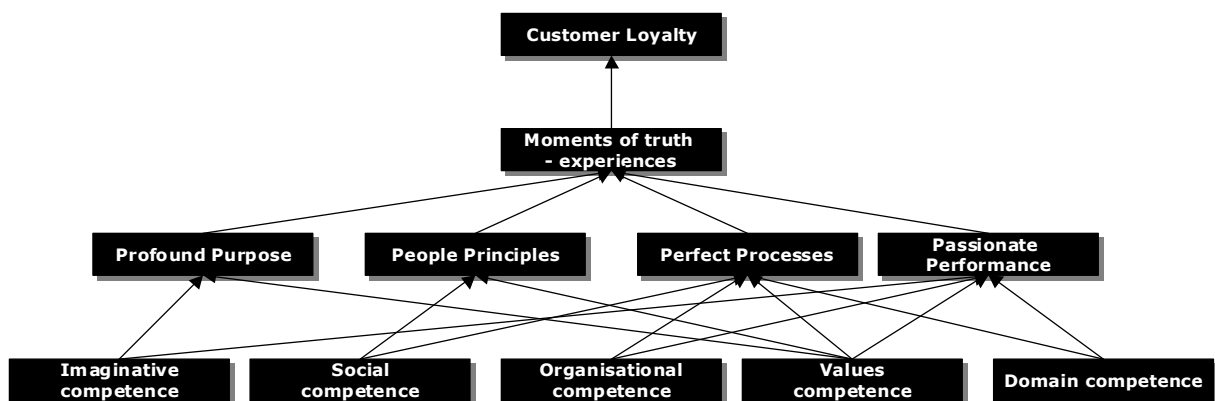 Customer Loyalty
Moments of truth
- experiences
Profound Purpose
People Principles
Perfect Processes
Passionate
Performance
Imaginative
competence
Social
competence
Organisational
competence
Values
competence
Domain competence